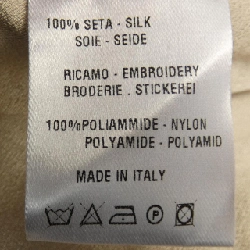 100% SETA - SILK
SOIE - SEIDE
RICAMO - EMBROIDERY
BRODERIE . STICKEREI
100%POLIAMMIDE - NYLON
POLYAMIDE - POLYAMID
MADE IN ITALY
P